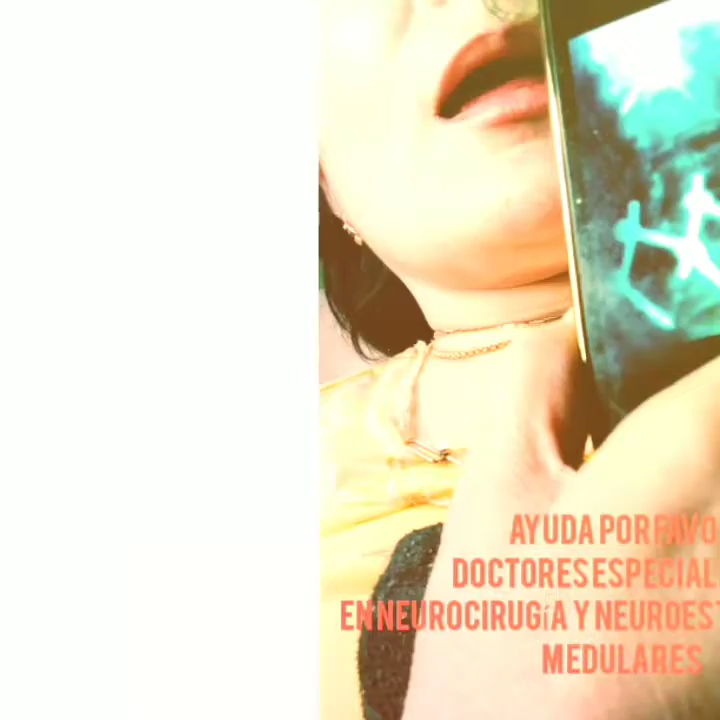 AYUDA POR FAVO
DOCTORES ESPECIAL
EN NEUROCIRUGíA Y NEUROEST
MEDULARES